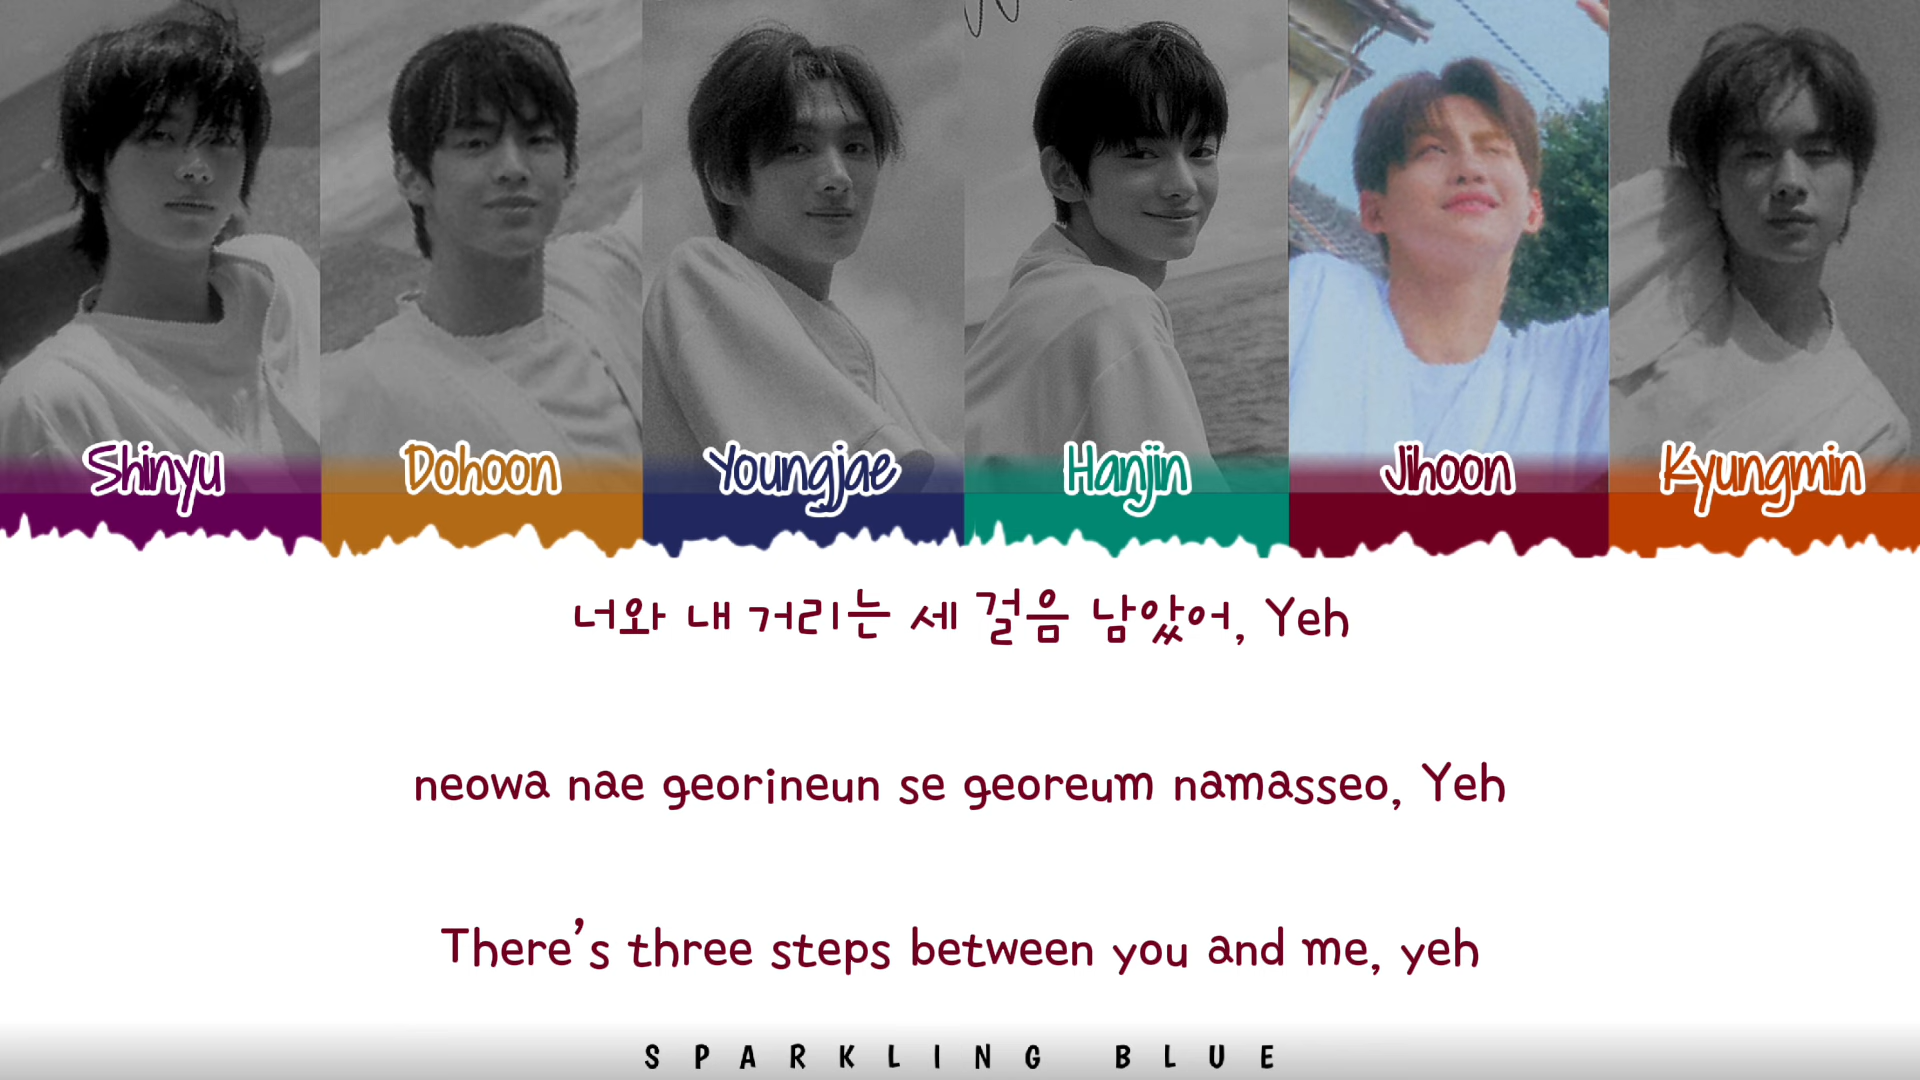 Shinyu Dohoon Youngjae Hanjin Jihoon Kyungmin
너와 내 거리는 세 걸음 남았어, Yeh
neowa nae georineun se georeum namasseo, Yeh
There's three steps between you and me, yeh
SPARKLING BLUE